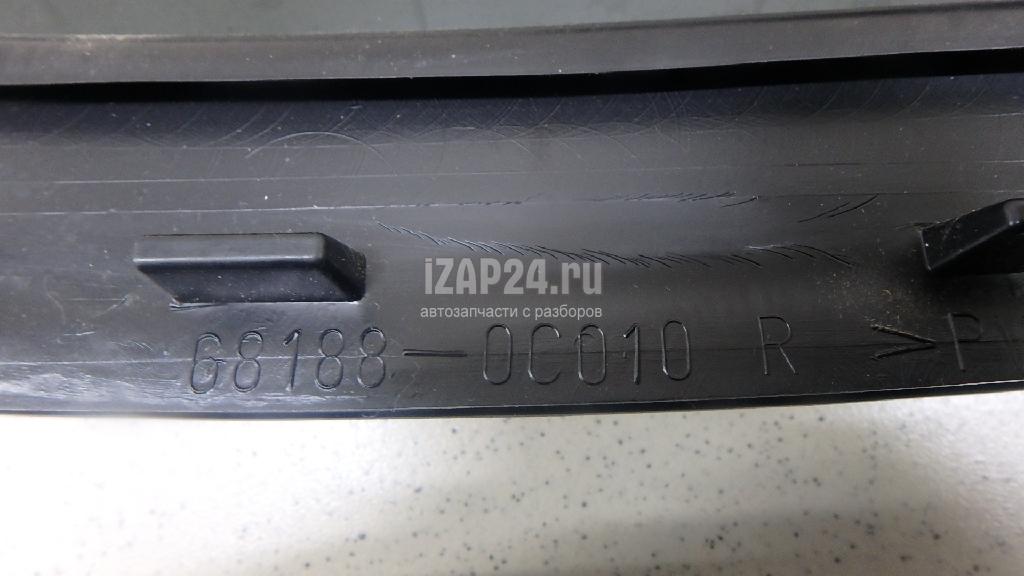 iZAP24.ru
автозапчасти с разборов
68188-0C010 R >P